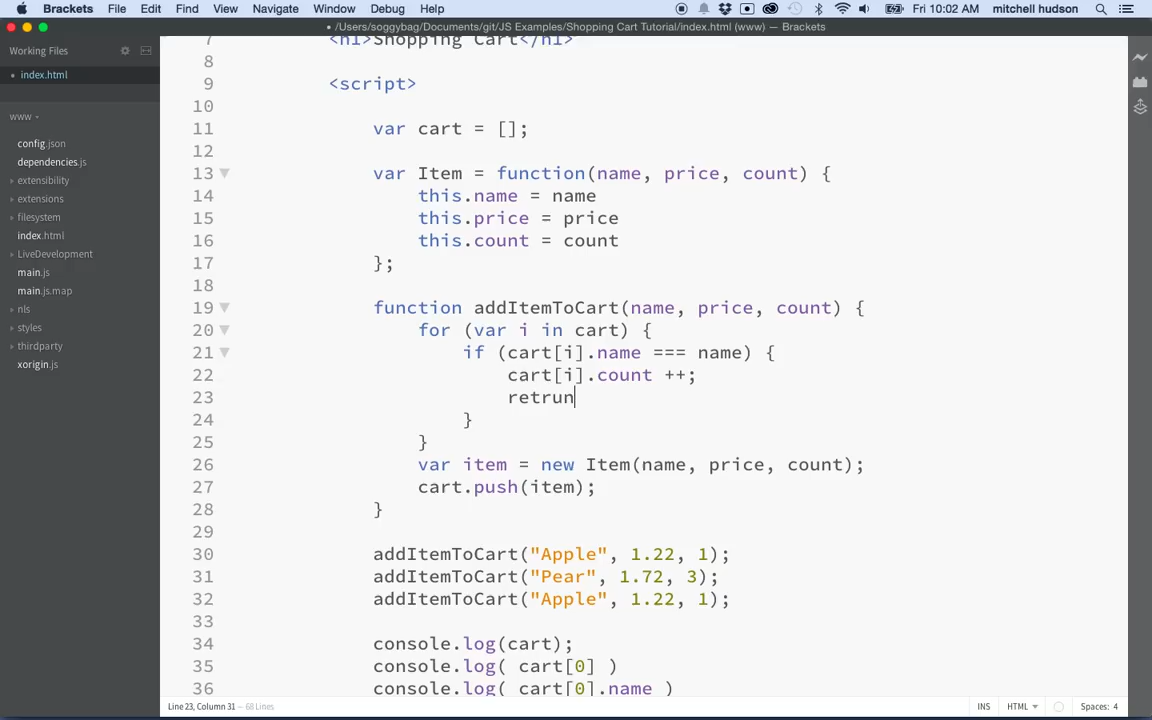 Brackets File Edit Find View Navigate Window Debug Help Fri 10:02 AM mitchell hudson
• /Users/soggybag/Documents/git/JS Examples/Shopping Cart Tutorial/index.html (www) — Brackets
Working Files
• index.html
www
config.json
dependencies.js
extensibility
extensions
filesystem
index.html
LiveDevelopment
main.js
main.js.map
nls
styles
thirdparty
xorigin.js
7 <h1>Shopping Cart</h1>
8
9 <script>
10
11 var cart = [];
12
13 var Item = function(name, price, count) {
14 this.name = name
15 this.price = price
16 this.count = count
17 };
18
19 function addItemToCart(name, price, count) {
20 for (var i in cart) {
21 if (cart[i].name === name) {
22 cart[i].count ++;
23 retrun
24 }
25 }
26 var item = new Item(name, price, count);
27 cart.push(item);
28 }
29
30 addItemToCart("Apple", 1.22, 1);
31 addItemToCart("Pear", 1.72, 3);
32 addItemToCart("Apple", 1.22, 1);
33
34 console.log(cart);
35 console.log( cart[0] )
36 console.log( cart[0].name )
Line 23, Column 31 — 68 Lines INS HTML Spaces: 4